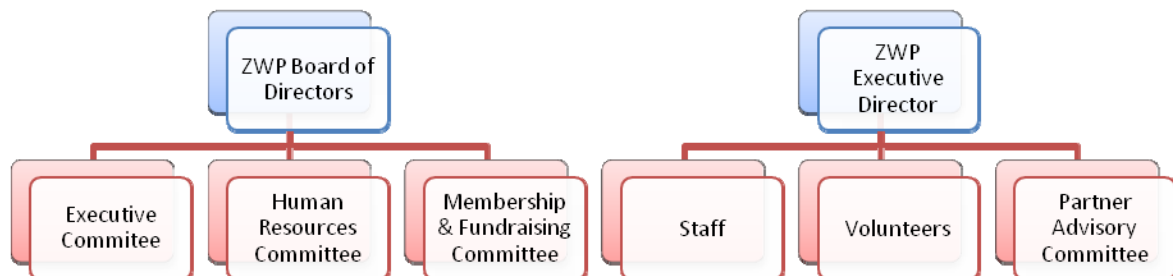 ZWP Board of
Directors
ZWP
Executive
Director
Executive
Commitee
Human
Resources
Committee
Membership
& Fundraising
Committee
Staff
Volunteers
Partner
Advisory
Committee